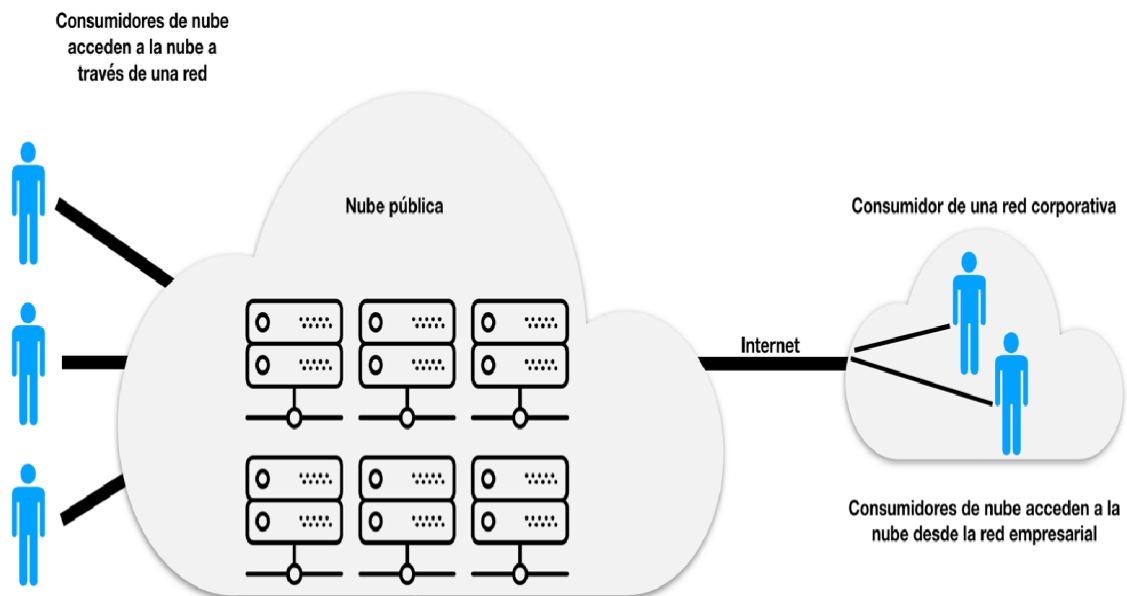 Consumidores de nube
acceden a la nube a
través de una red
Nube pública
Consumidor de una red corporativa
Internet
Consumidores de nube acceden a la
nube desde la red empresarial